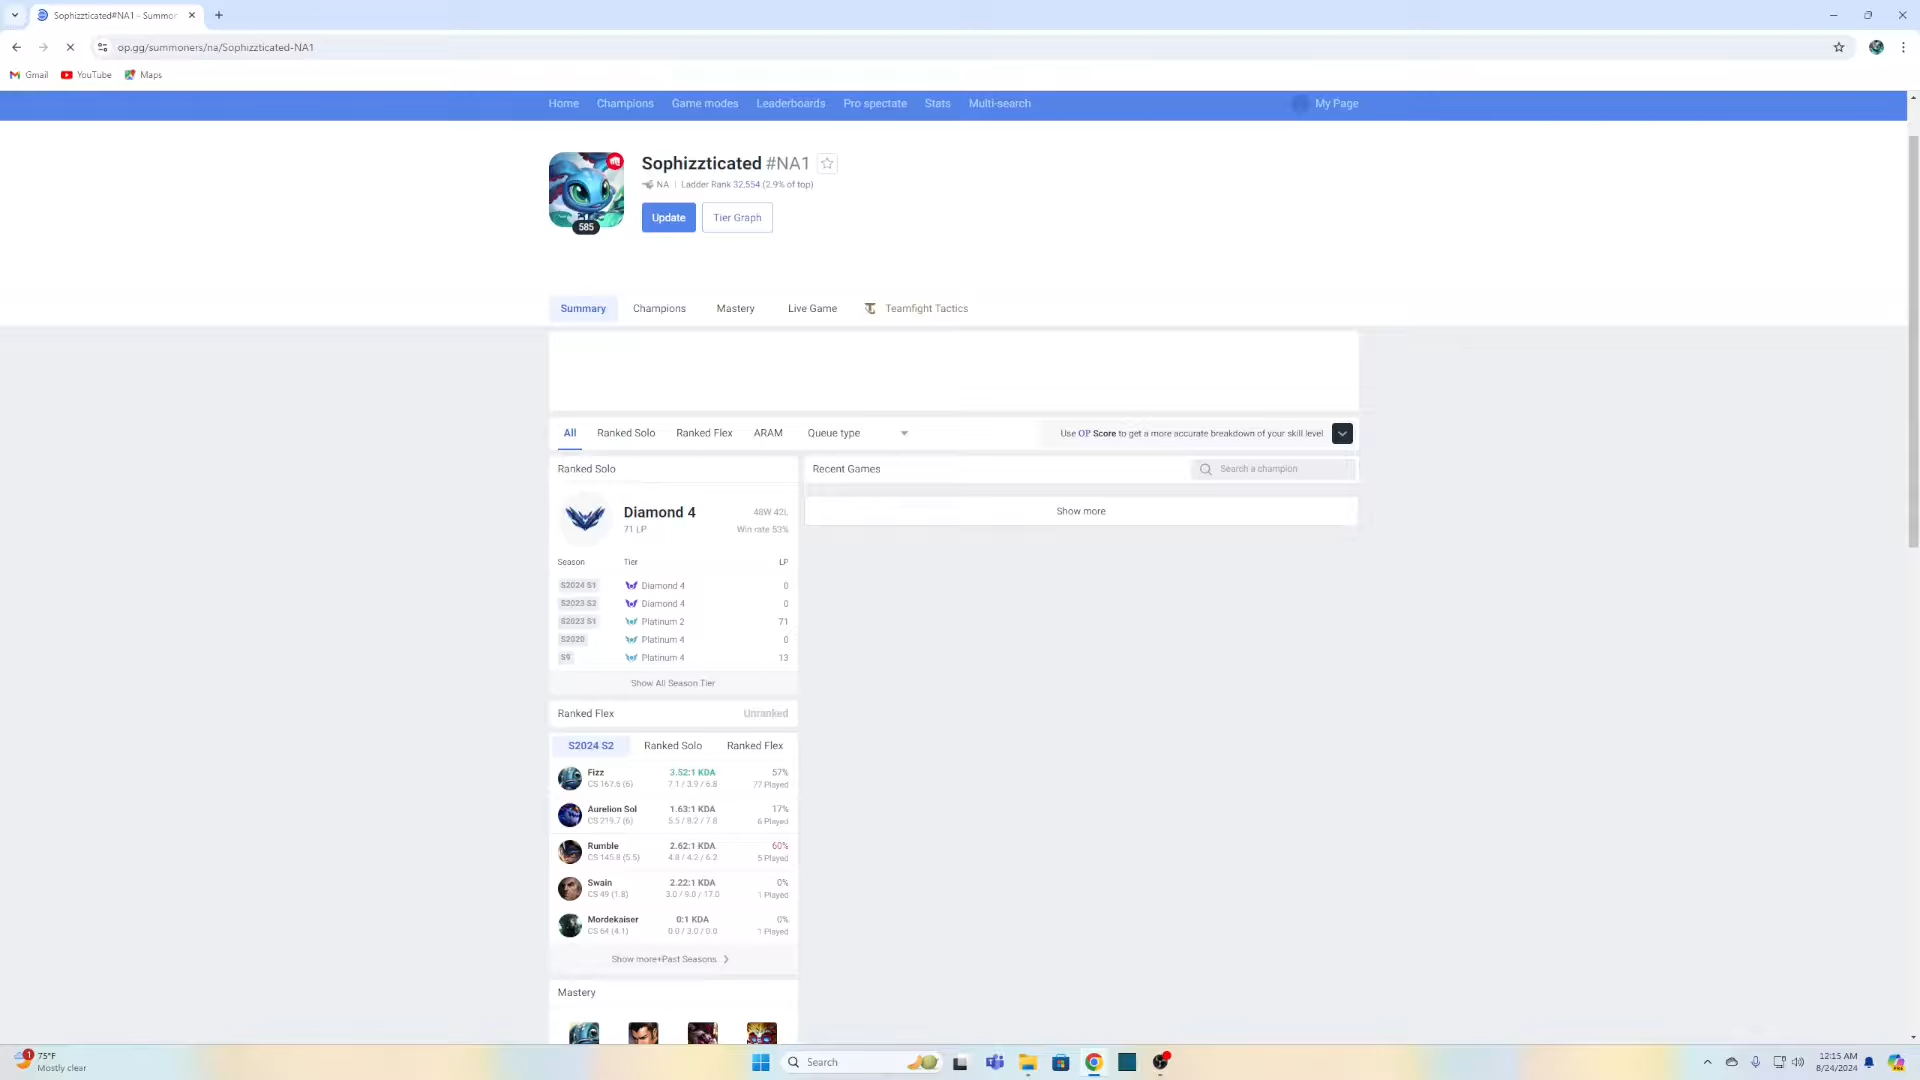 Sophizzticated#NA1 - Summon
op.gg/summoners/na/Sophizzticated-NA1
Gmail YouTube Maps
Home Champions Game modes Leaderboards Pro spectate Stats Multi-search My Page
Sophizzticated #NA1
NA | Ladder Rank 32,554 (2.9% of top)
585
Update Tier Graph
Summary Champions Mastery Live Game Teamfight Tactics
All Ranked Solo Ranked Flex ARAM Queue type Use OP Score to get a more accurate breakdown of your skill level
Ranked Solo
Recent Games Search a champion
Show more
Diamond 4 48W 42L
71 LP Win rate 53%
Season Tier LP
S2024 S1 Diamond 4 0
S2023 S2 Diamond 4 0
S2023 S1 Platinum 2 71
S2020 Platinum 4 0
S9 Platinum 4 13
Show All Season Tier
Ranked Flex Unranked
S2024 S2 Ranked Solo Ranked Flex
Fizz 3.52:1 KDA 57%
CS 167.6 (6) 7.1 / 3.9 / 6.8 77 Played
Aurelion Sol 1.63:1 KDA 17%
CS 219.7 (6) 5.5 / 8.2 / 7.8 6 Played
Rumble 2.62:1 KDA 60%
CS 145.8 (5.5) 4.8 / 4.2 / 6.2 5 Played
Swain 2.22:1 KDA 0%
CS 49 (1.8) 3.0 / 9.0 / 17.0 1 Played
Mordekaiser 0:1 KDA 0%
CS 64 (4.1) 0.0 / 3.0 / 0.0 1 Played
Show more+Past Seasons
Mastery
1
75°F
Mostly clear
Search
12:15 AM
8/24/2024